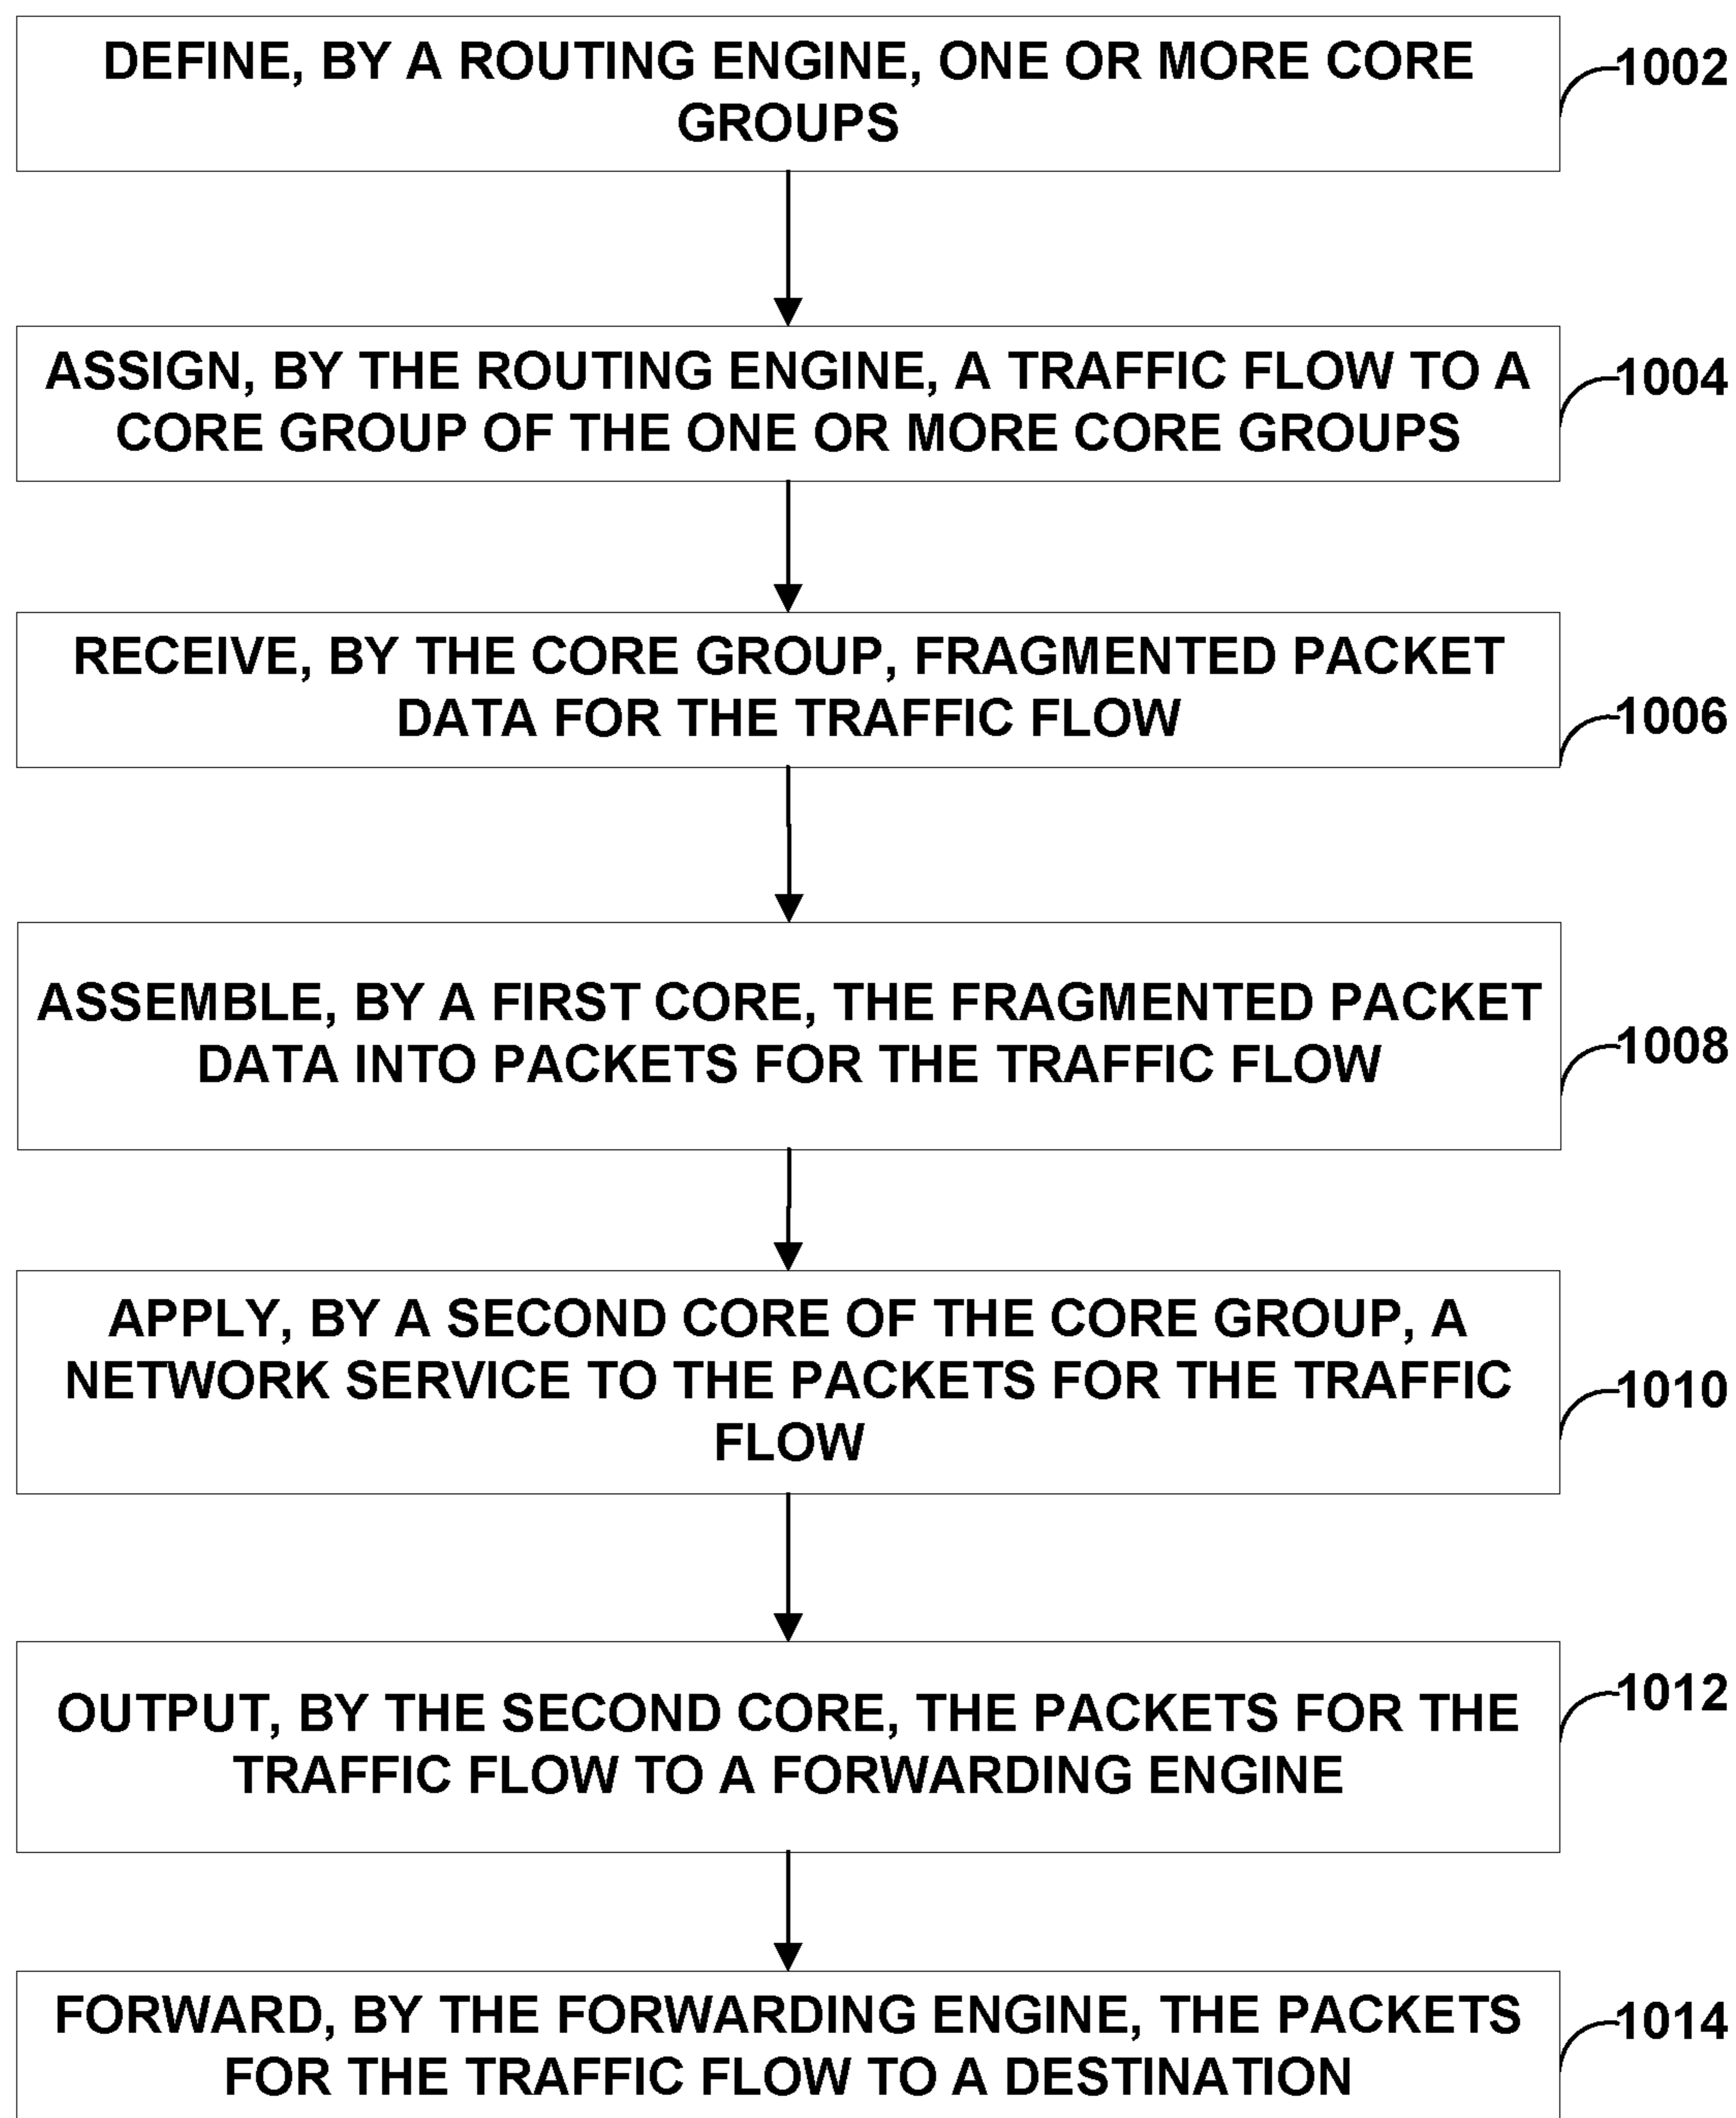 DEFINE, BY A ROUTING ENGINE, ONE OR MORE CORE
GROUPS
1002
ASSIGN, BY THE ROUTING ENGINE, A TRAFFIC FLOW TO A
CORE GROUP OF THE ONE OR MORE CORE GROUPS
1004
RECEIVE, BY THE CORE GROUP, FRAGMENTED PACKET
DATA FOR THE TRAFFIC FLOW
1006
ASSEMBLE, BY A FIRST CORE, THE FRAGMENTED PACKET
DATA INTO PACKETS FOR THE TRAFFIC FLOW
1008
APPLY, BY A SECOND CORE OF THE CORE GROUP, A
NETWORK SERVICE TO THE PACKETS FOR THE TRAFFIC
FLOW
1010
OUTPUT, BY THE SECOND CORE, THE PACKETS FOR THE
TRAFFIC FLOW TO A FORWARDING ENGINE
1012
FORWARD, BY THE FORWARDING ENGINE, THE PACKETS
FOR THE TRAFFIC FLOW TO A DESTINATION
1014